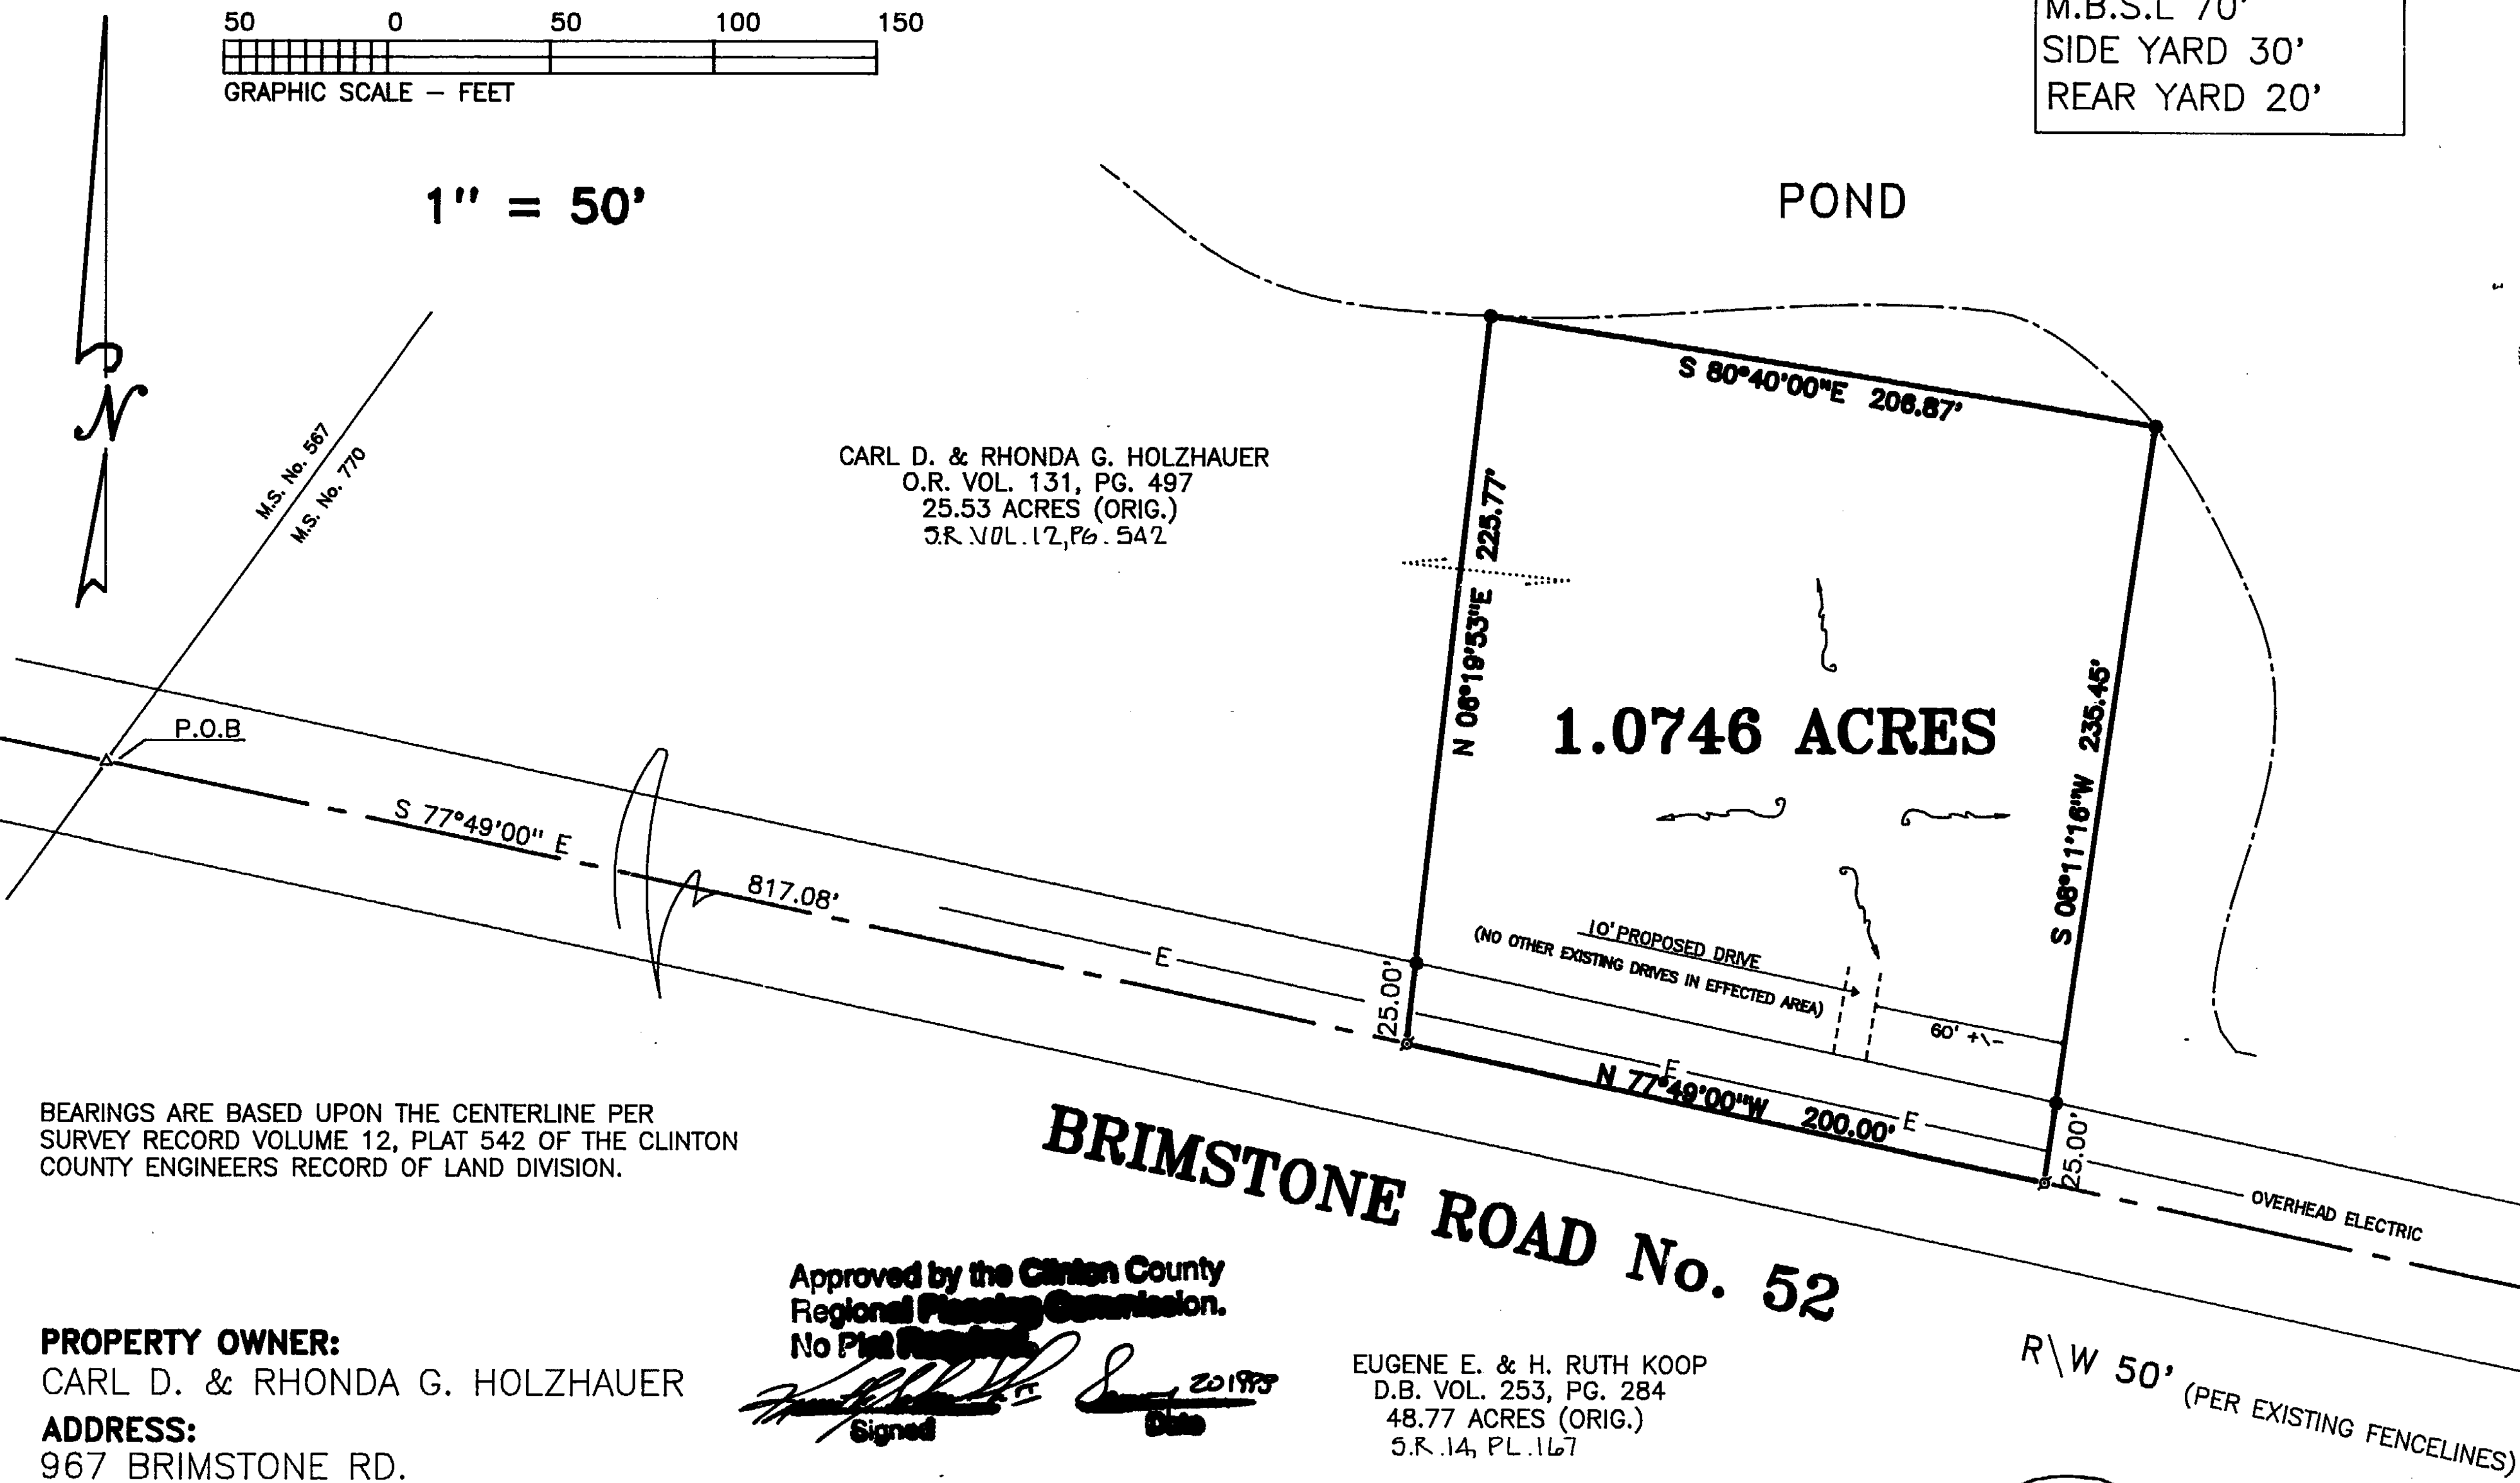 50 0 50 100 150
GRAPHIC SCALE – FEET
1" = 50'
M.B.S.L 70'
SIDE YARD 30'
REAR YARD 20'
POND
N
M.S. No. 567
M.S. No. 770
CARL D. & RHONDA G. HOLZHAUER
O.R. VOL. 131, PG. 497
25.53 ACRES (ORIG.)
S.R. VOL. 12, PG. 542
S 80°40'00"E 206.87'
N 06°19'53"E 225.77'
S 08°11'16"W 235.45'
1.0746 ACRES
P.O.B
S 77°49'00" E
817.08'
E
10' PROPOSED DRIVE
(NO OTHER EXISTING DRIVES IN EFFECTED AREA)
60' +\-
25.00'
E
N 77°49'00"W 200.00'
E
25.00'
OVERHEAD ELECTRIC
BRIMSTONE ROAD No. 52
R\W 50' (PER EXISTING FENCELINES)
BEARINGS ARE BASED UPON THE CENTERLINE PER
SURVEY RECORD VOLUME 12, PLAT 542 OF THE CLINTON
COUNTY ENGINEERS RECORD OF LAND DIVISION.
Approved by the Clinton County
Regional Planning Commission.
No Plat Required.
20 1995
Signed Date
EUGENE E. & H. RUTH KOOP
D.B. VOL. 253, PG. 284
48.77 ACRES (ORIG.)
S.R. 14, PL. 167
PROPERTY OWNER:
CARL D. & RHONDA G. HOLZHAUER
ADDRESS:
967 BRIMSTONE RD.